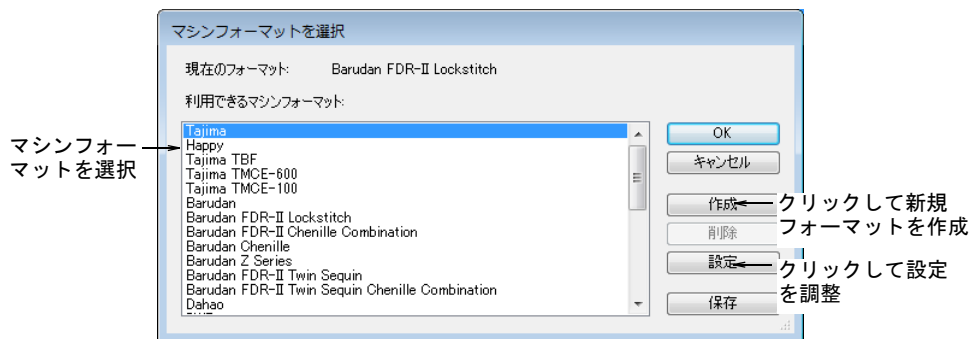 マシンフォーマットを選択
現在のフォーマット: Barudan FDR-Ⅱ Lockstitch
利用できるマシンフォーマット:
Tajima
Happy
Tajima TBF
Tajima TMCE-600
Tajima TMCE-100
Barudan
Barudan FDR-Ⅱ Lockstitch
Barudan FDR-Ⅱ Chenille Combination
Barudan Chenille
Barudan Z Series
Barudan FDR-Ⅱ Twin Sequin
Barudan FDR-Ⅱ Twin Sequin Chenille Combination
Dahao
OK
キャンセル
作成
削除
設定
保存
マシンフォー
マットを選択
クリックして新規
フォーマットを作成
クリックして設定
を調整